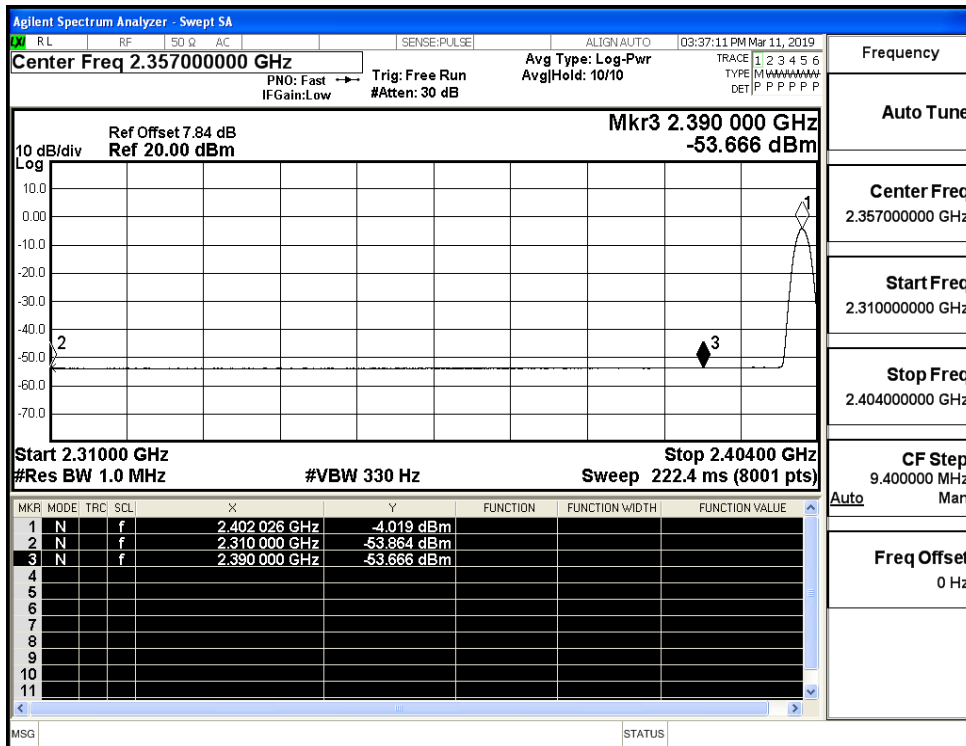 Agilent Spectrum Analyzer - Swept SA
LXI RL RF 50 Ω AC SENSE:PULSE ALIGNAUTO 03:37:11 PM Mar 11, 2019
Center Freq 2.357000000 GHz
PNO: Fast
IFGain:Low
Trig: Free Run
#Atten: 30 dB
Avg Type: Log-Pwr
Avg|Hold: 10/10
TRACE 1 2 3 4 5 6
TYPE M W W W W W
DET P P P P P P
Ref Offset 7.84 dB
10 dB/div Ref 20.00 dBm
Log
Mkr3 2.390 000 GHz
-53.666 dBm
10.0
0.00
-10.0
-20.0
-30.0
-40.0
-50.0
-60.0
-70.0
1
2
3
Start 2.31000 GHz Stop 2.40400 GHz
#Res BW 1.0 MHz #VBW 330 Hz Sweep 222.4 ms (8001 pts)
MKR MODE TRC SCL X Y FUNCTION FUNCTION WIDTH FUNCTION VALUE
1 N f 2.402 026 GHz -4.019 dBm
2 N f 2.310 000 GHz -53.864 dBm
3 N f 2.390 000 GHz -53.666 dBm
4
5
6
7
8
9
10
11
MSG STATUS
Frequency
Auto Tune
Center Freq
2.357000000 GHz
Start Freq
2.310000000 GHz
Stop Freq
2.404000000 GHz
CF Step
9.400000 MHz
Auto Man
Freq Offset
0 Hz